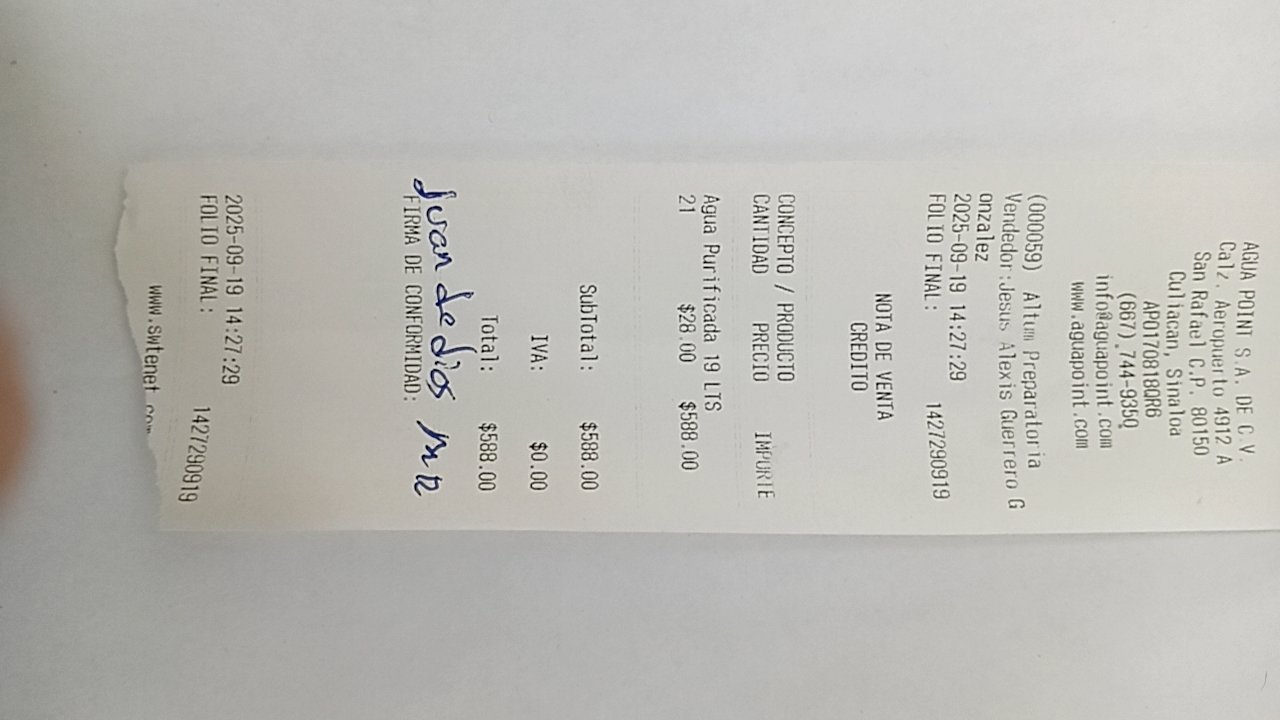 AGUA POINT S.A. DE C.V.
Calz. Aeropuerto 4912 A
San Rafael C.P. 80150
Culiacan, Sinaloa
APO170818QR6
(667) 744-9350
info@aguapoint.com
www.aguapoint.com
(000059) Altum Preparatoria
Vendedor:Jesus Alexis Guerrero G
onzalez
2025-09-19 14:27:29
FOLIO FINAL: 1427290919
NOTA DE VENTA
CREDITO
CONCEPTO / PRODUCTO
CANTIDAD PRECIO IMPORTE
Agua Purificada 19 LTS
21 $28.00 $588.00
SubTotal: $588.00
IVA: $0.00
Total: $588.00
Juan de Dios
FIRMA DE CONFORMIDAD:
2025-09-19 14:27:29
FOLIO FINAL:
1427290919
www.swtenet.com